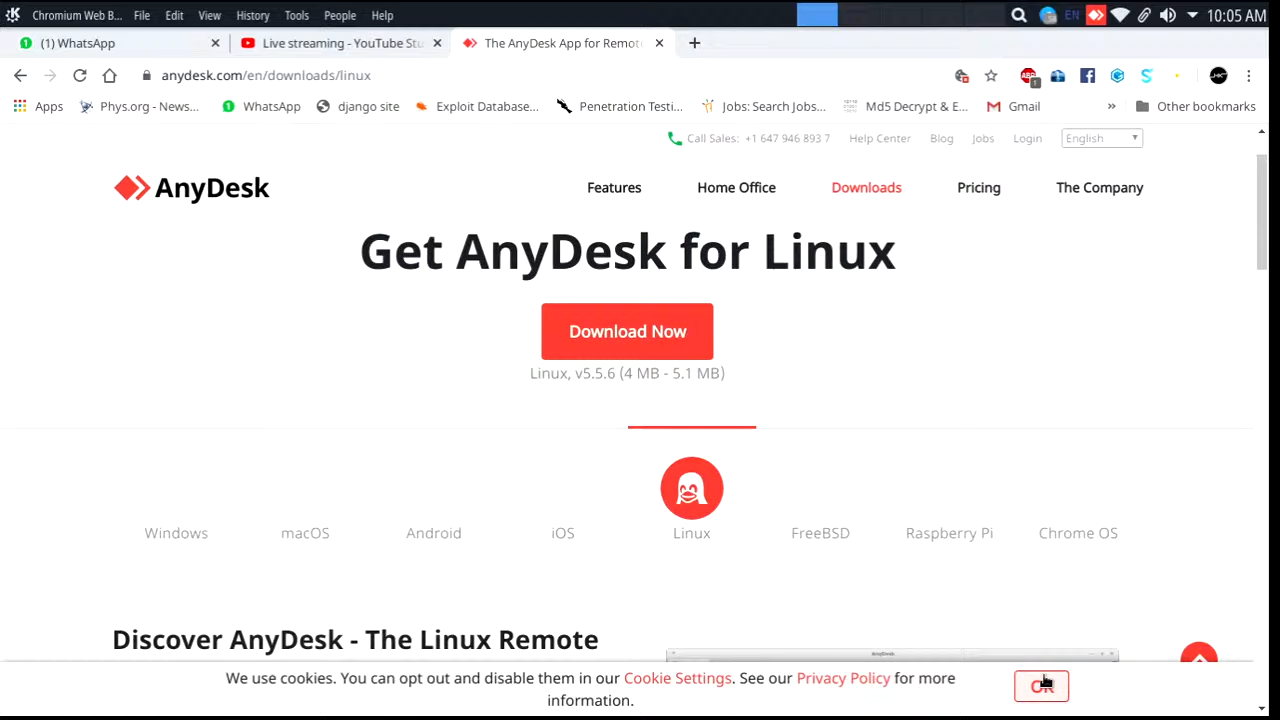 Chromium Web B... File Edit View History Tools People Help EN 10:05 AM
(1) WhatsApp Live streaming - YouTube Stu The AnyDesk App for Remot
anydesk.com/en/downloads/linux
Apps Phys.org - News... WhatsApp django site Exploit Database... Penetration Testi... Jobs: Search Jobs... Md5 Decrypt & E... Gmail » Other bookmarks
Call Sales: +1 647 946 893 7 Help Center Blog Jobs Login English
AnyDesk Features Home Office Downloads Pricing The Company
Get AnyDesk for Linux
Download Now
Linux, v5.5.6 (4 MB - 5.1 MB)
Windows macOS Android iOS Linux FreeBSD Raspberry Pi Chrome OS
Discover AnyDesk - The Linux Remote
AnyDesk
We use cookies. You can opt out and disable them in our Cookie Settings. See our Privacy Policy for more
information.
OK